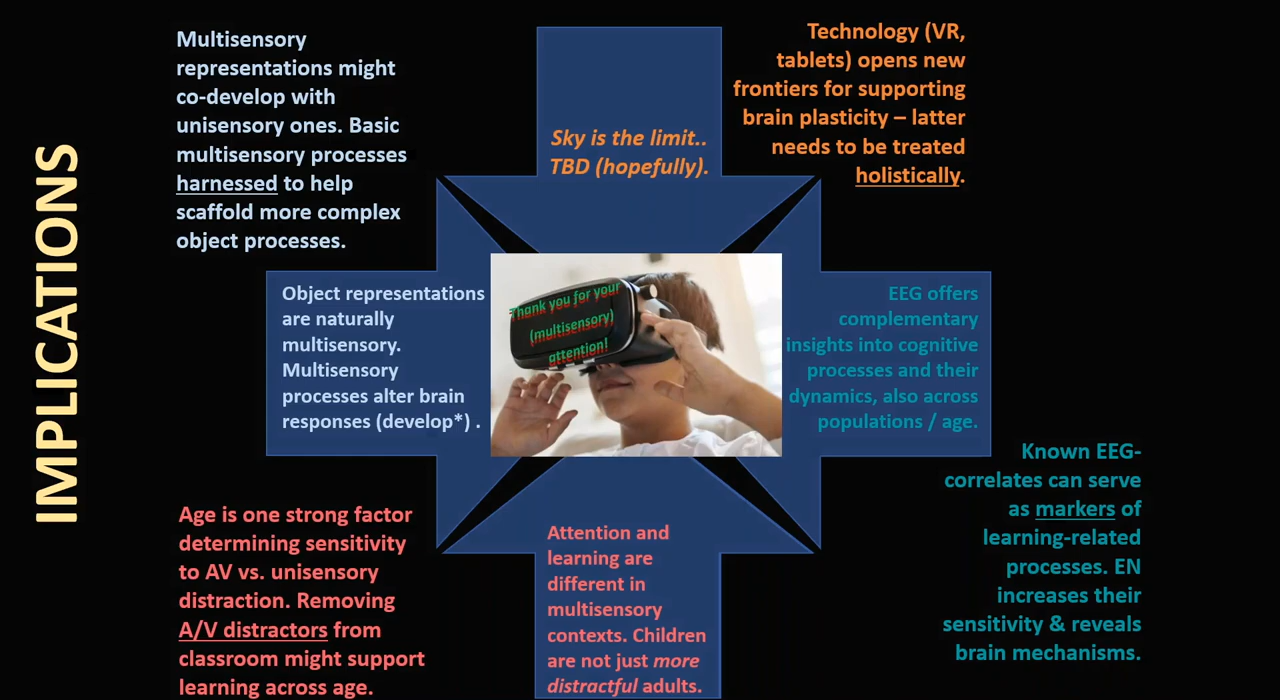 IMPLICATIONS
Multisensory
representations might
co-develop with
unisensory ones. Basic
multisensory processes
harnessed to help
scaffold more complex
object processes.
Sky is the limit..
TBD (hopefully).
Technology (VR,
tablets) opens new
frontiers for supporting
brain plasticity – latter
needs to be treated
holistically.
Object representations
are naturally
multisensory.
Multisensory
processes alter brain
responses (develop*) .
Thank you for your
(multisensory)
attention!
EEG offers
complementary
insights into cognitive
processes and their
dynamics, also across
populations / age.
Age is one strong factor
determining sensitivity
to AV vs. unisensory
distraction. Removing
A/V distractors from
classroom might support
learning across age.
Attention and
learning are
different in
multisensory
contexts. Children
are not just more
distractful adults.
Known EEG-
correlates can serve
as markers of
learning-related
processes. EN
increases their
sensitivity & reveals
brain mechanisms.